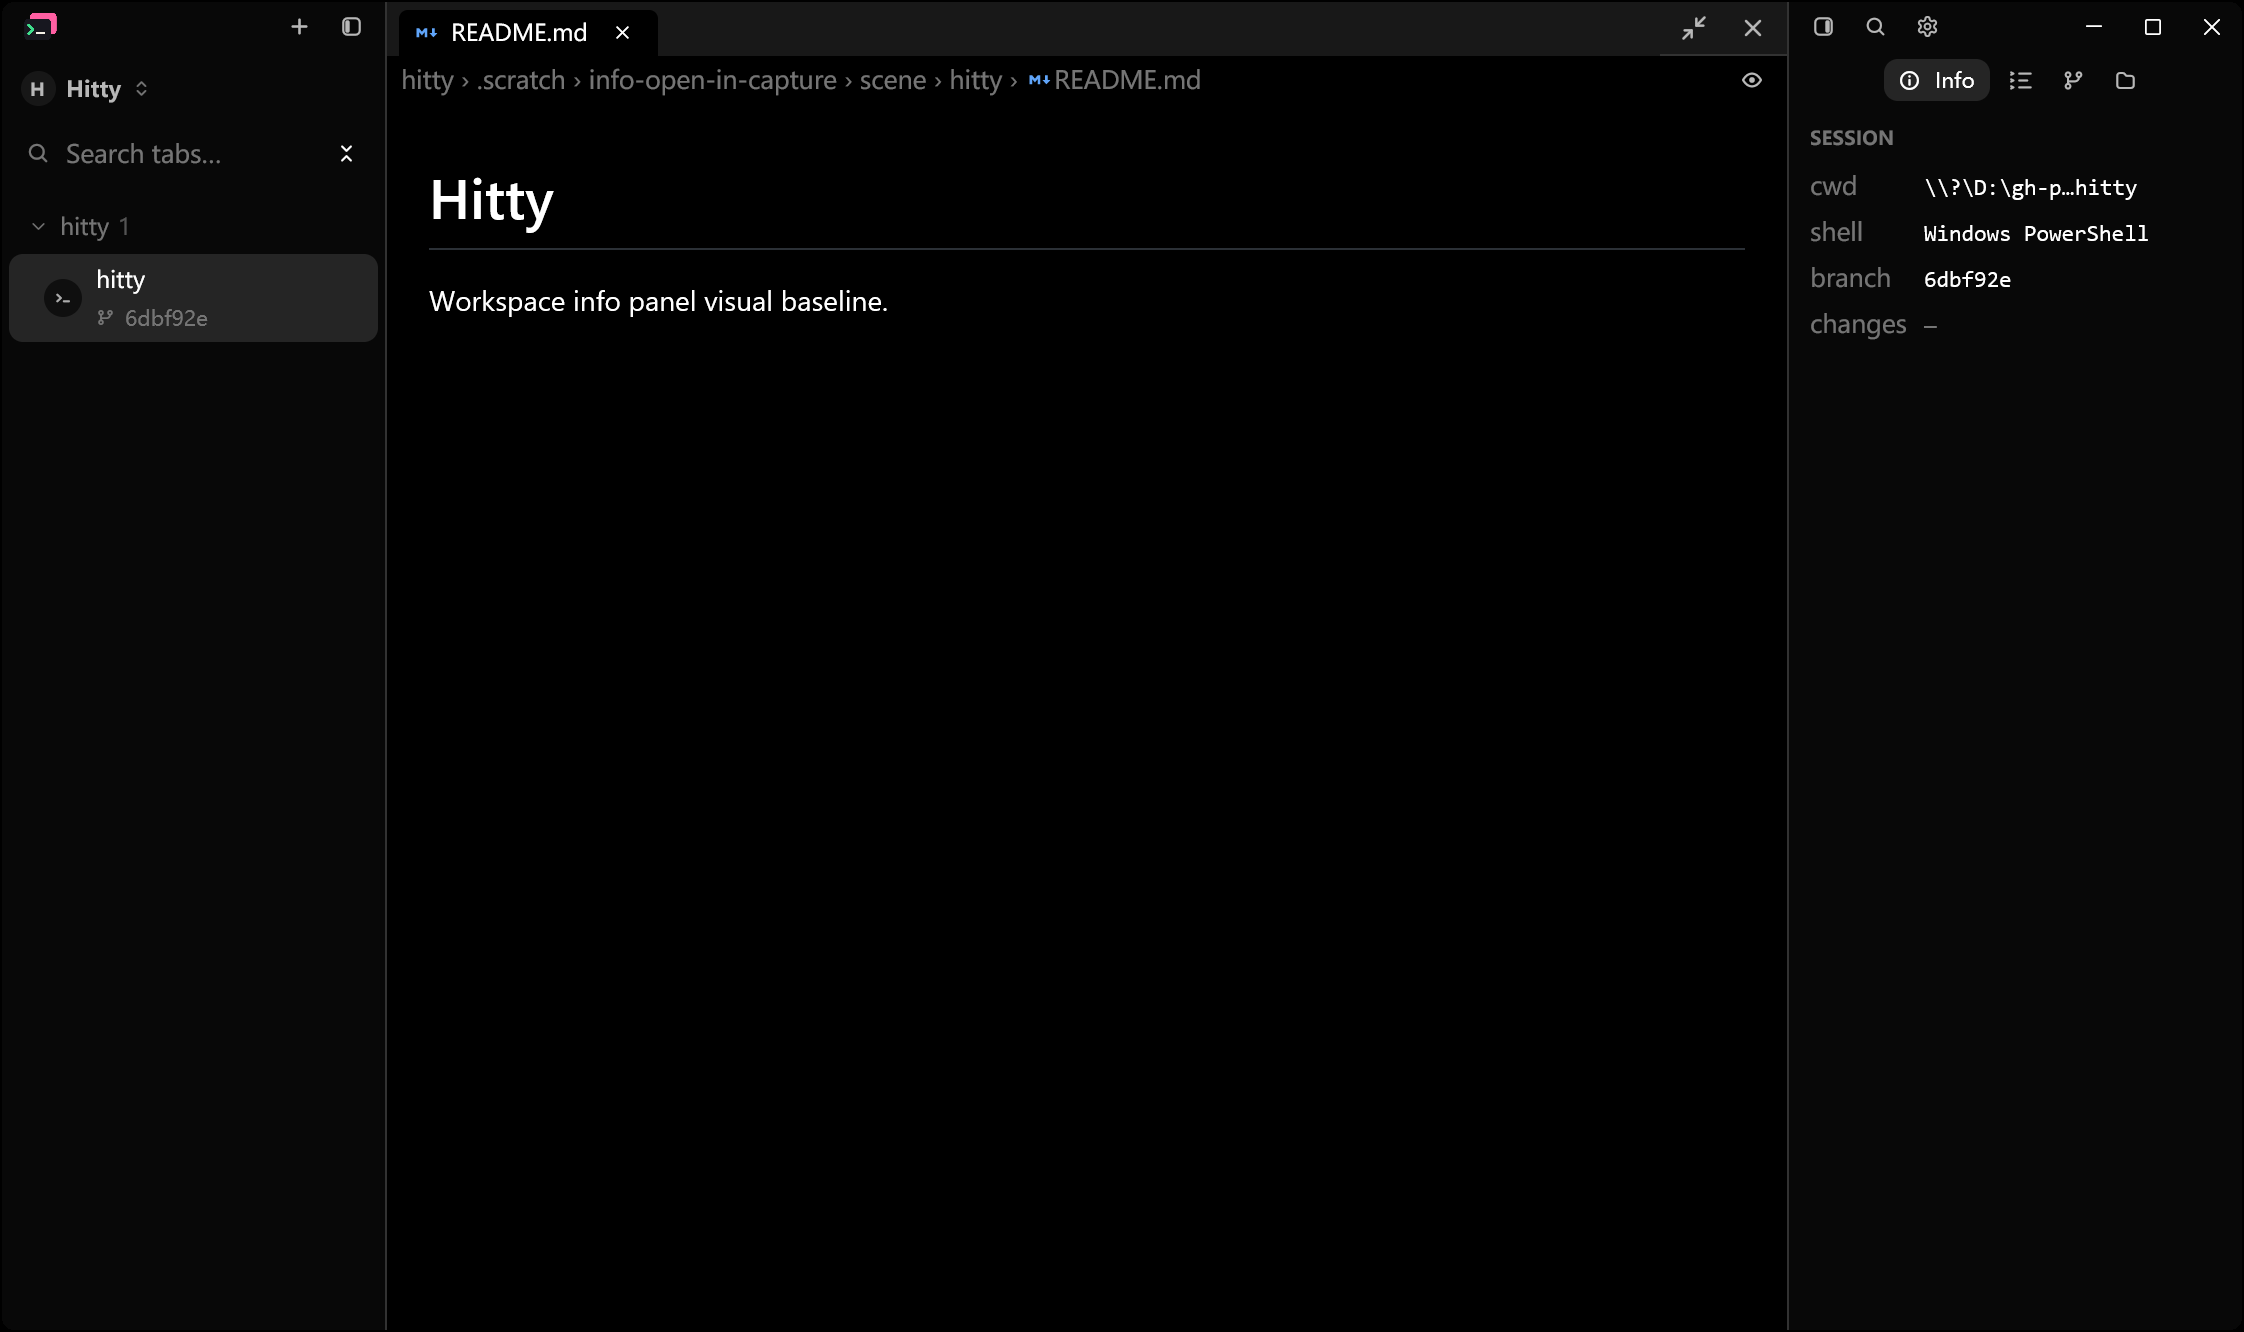 README.md
H Hitty
hitty › .scratch › info-open-in-capture › scene › hitty › M↓ README.md
Info
Search tabs...
SESSION
cwd \\?\D:\gh-p…hitty
shell Windows PowerShell
branch 6dbf92e
changes –
hitty 1
hitty
6dbf92e
Hitty
Workspace info panel visual baseline.